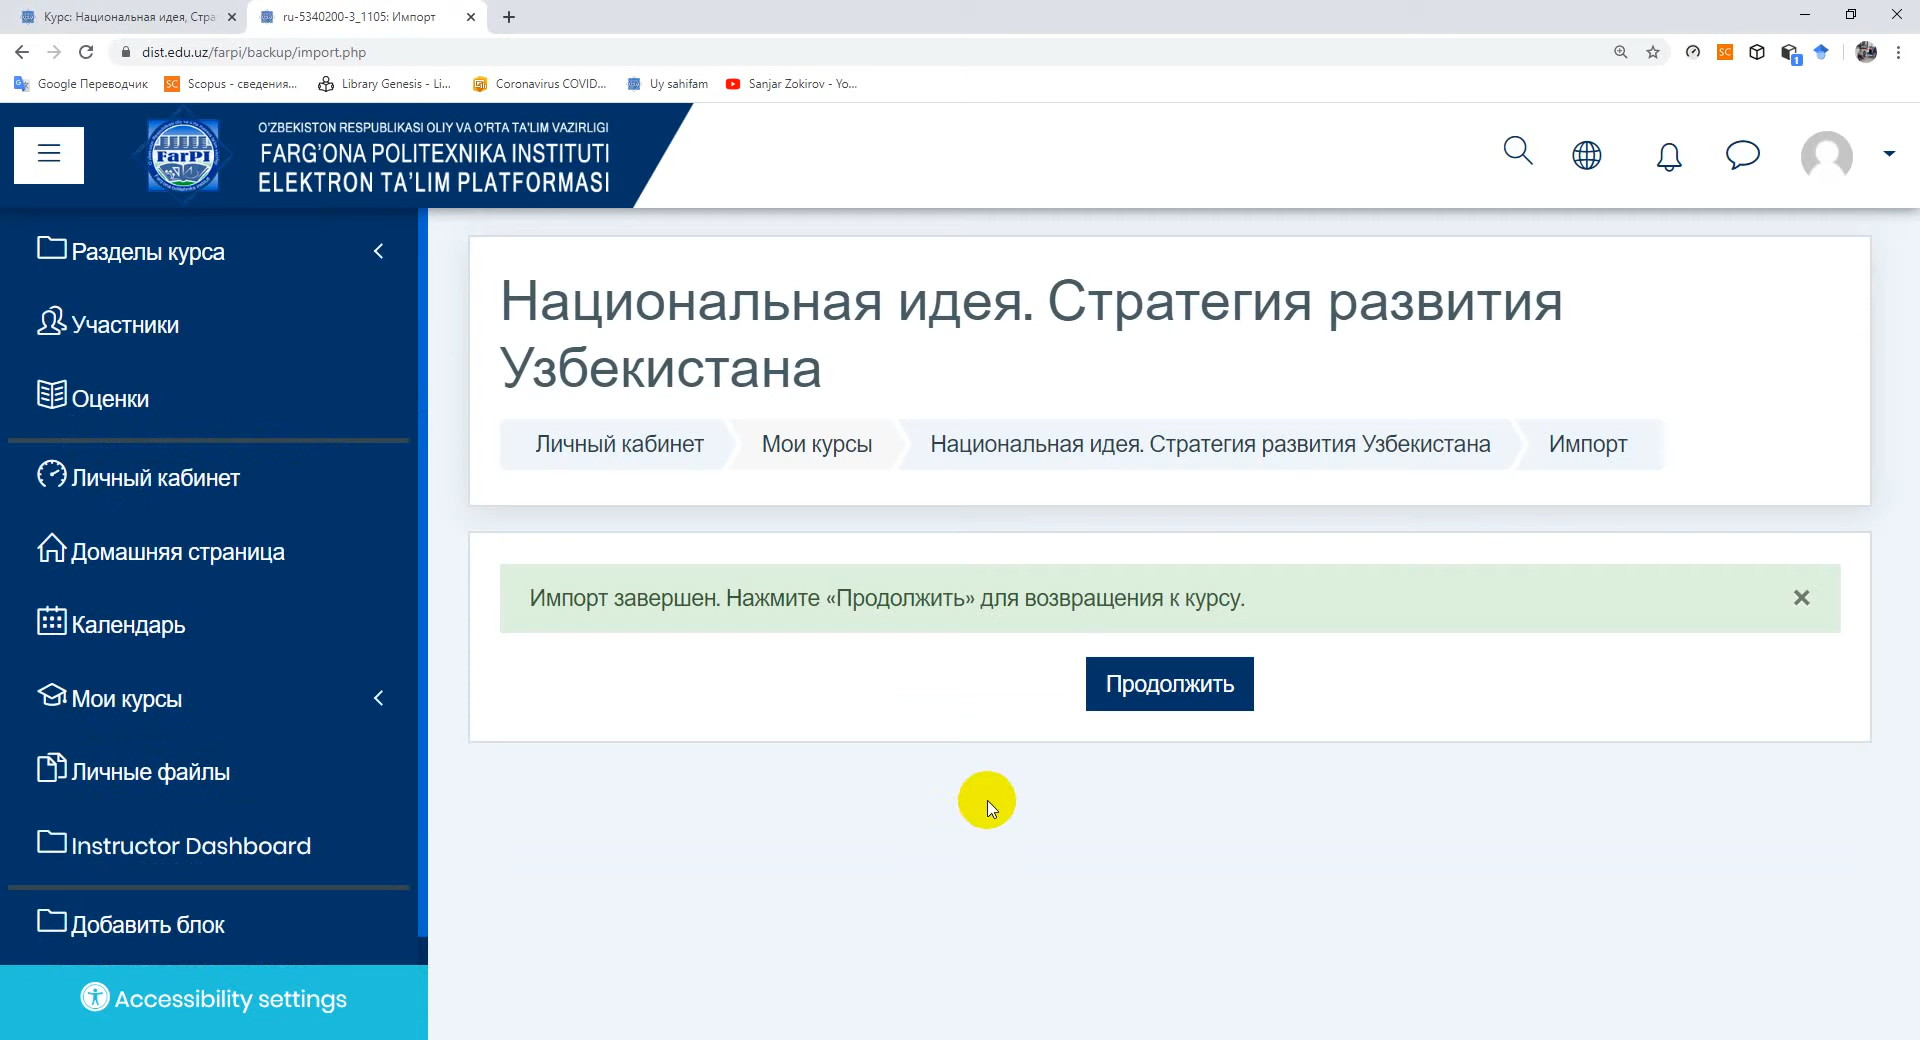 Курс: Национальная идея, Стра
ru-5340200-3_1105: Импорт
dist.edu.uz/farpi/backup/import.php
SC
1
Google Переводчик
SC
Scopus - сведения...
Library Genesis - Li...
Coronavirus COVID...
Uy sahifam
Sanjar Zokirov - Yo...
FarPI
O'ZBEKISTON RESPUBLIKASI OLIY VA O'RTA TA'LIM VAZIRLIGI
FARG'ONA POLITEXNIKA INSTITUTI
ELEKTRON TA'LIM PLATFORMASI
Разделы курса
Участники
Оценки
Личный кабинет
Домашняя страница
Календарь
Мои курсы
Личные файлы
Instructor Dashboard
Добавить блок
Accessibility settings
Национальная идея. Стратегия развития
Узбекистана
Личный кабинет
Мои курсы
Национальная идея. Стратегия развития Узбекистана
Импорт
Импорт завершен. Нажмите «Продолжить» для возвращения к курсу.
Продолжить